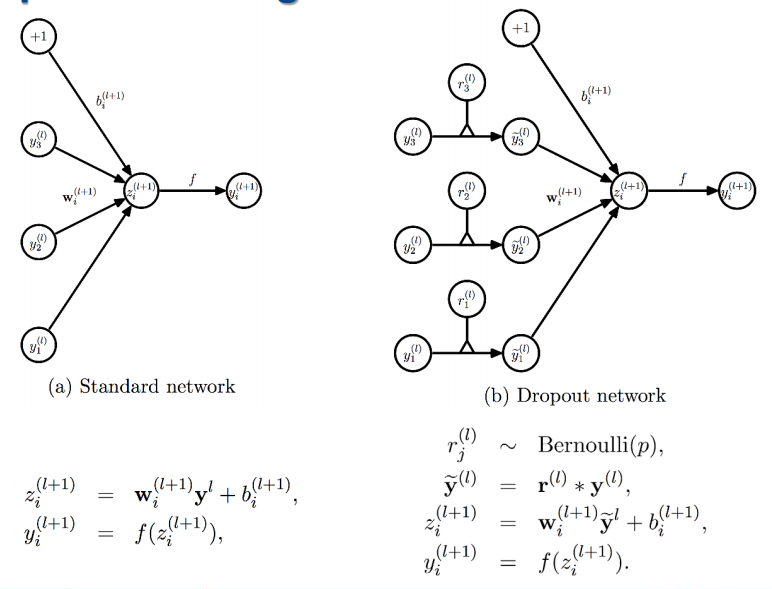 +1
b_i^(l+1)
y_3^(l)
w_i^(l+1)
z_i^(l+1)
f
y_i^(l+1)
y_2^(l)
y_1^(l)
(a) Standard network
z_i^(l+1) = w_i^(l+1) y^l + b_i^(l+1),
y_i^(l+1) = f(z_i^(l+1)),
+1
b_i^(l+1)
r_3^(l)
y_3^(l)
ỹ_3^(l)
r_2^(l)
w_i^(l+1)
z_i^(l+1)
f
y_i^(l+1)
y_2^(l)
ỹ_2^(l)
r_1^(l)
y_1^(l)
ỹ_1^(l)
(b) Dropout network
r_j^(l) ∼ Bernoulli(p),
ỹ^(l) = r^(l) * y^(l),
z_i^(l+1) = w_i^(l+1) ỹ^l + b_i^(l+1),
y_i^(l+1) = f(z_i^(l+1)).